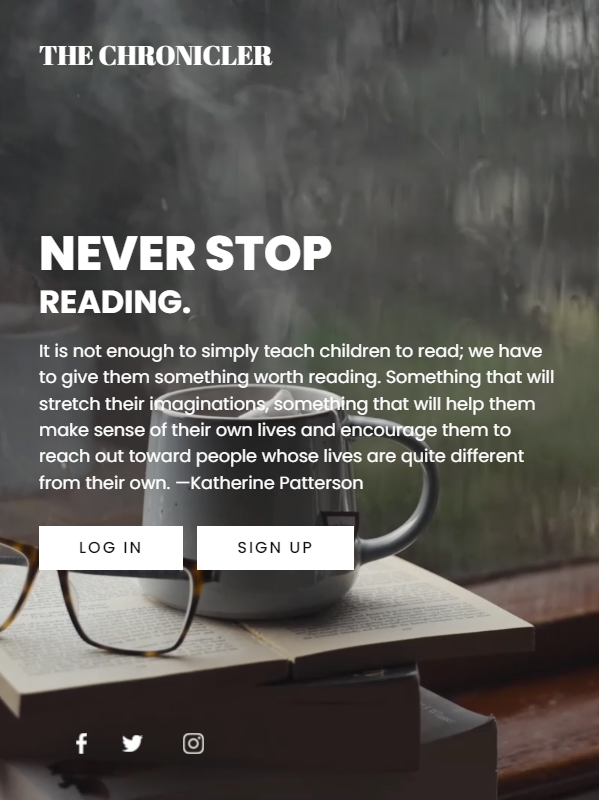 THE CHRONICLER
NEVER STOP
READING.
It is not enough to simply teach children to read; we have
to give them something worth reading. Something that will
stretch their imaginations, something that will help them
make sense of their own lives and encourage them to
reach out toward people whose lives are quite different
from their own. —Katherine Patterson
LOG IN
SIGN UP